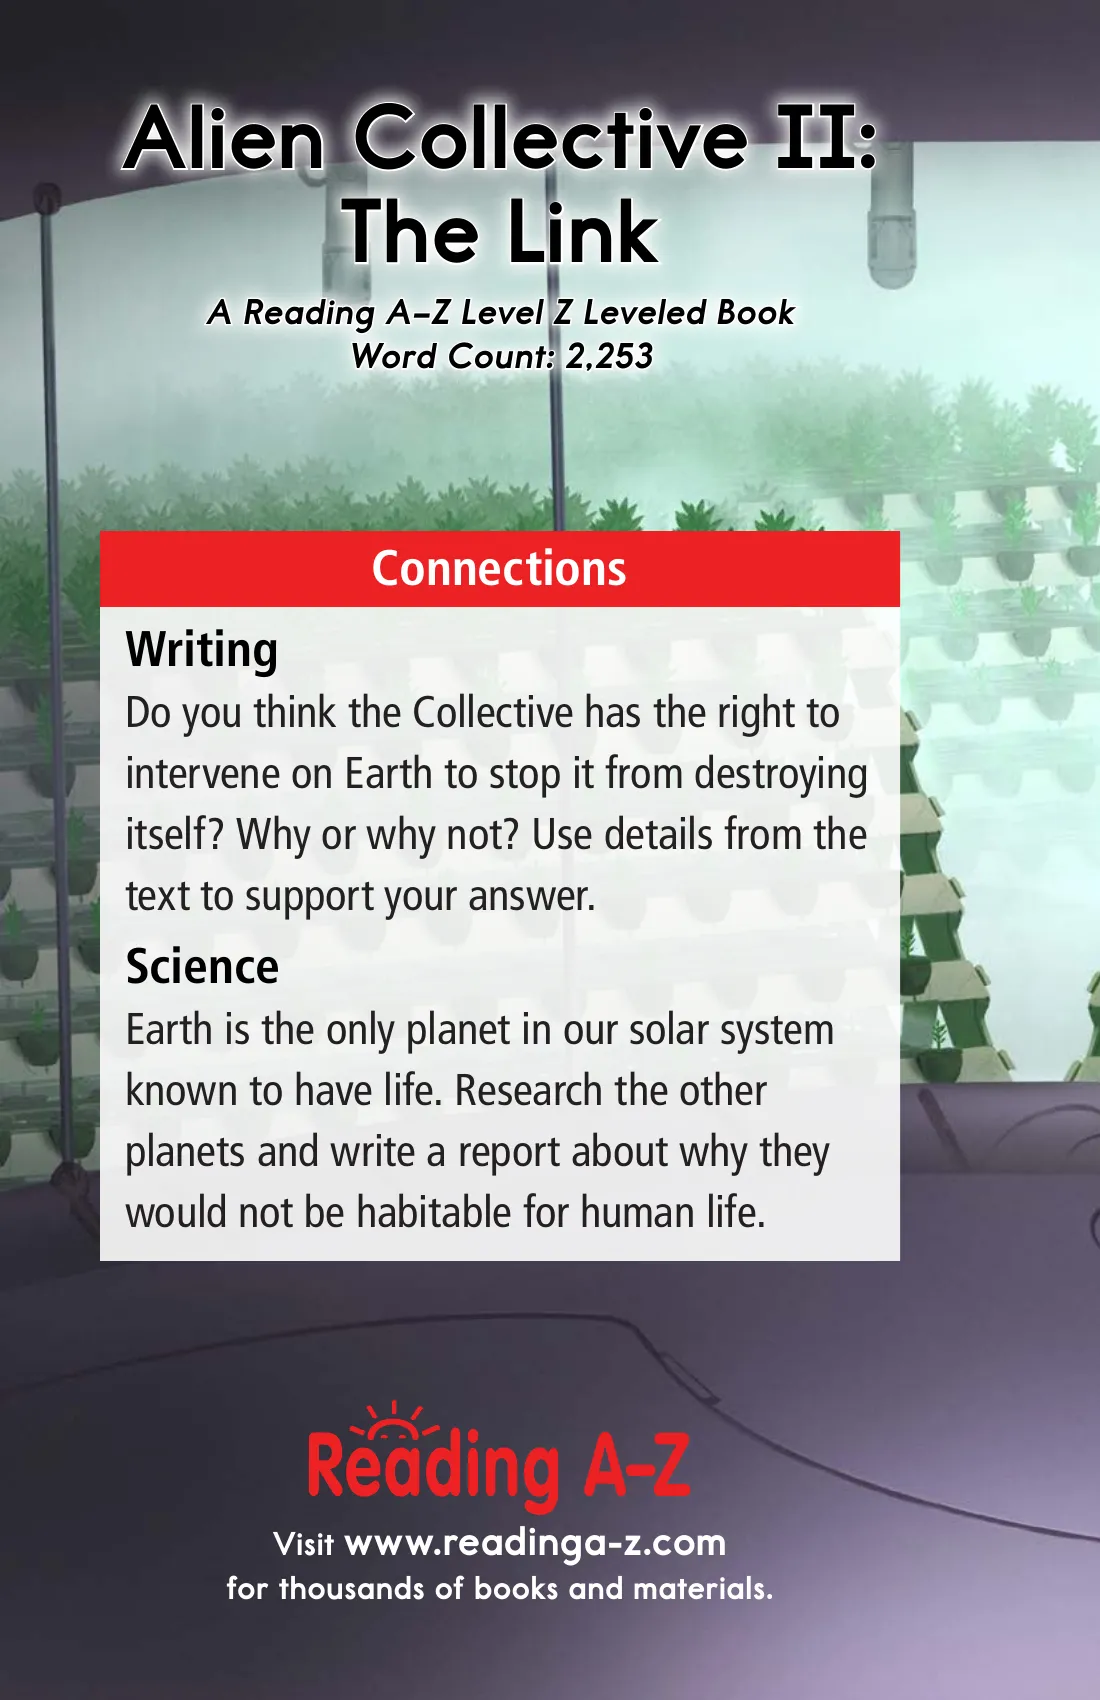 Alien Collective II:
The Link
A Reading A–Z Level Z Leveled Book
Word Count: 2,253
Connections
Writing
Do you think the Collective has the right to
intervene on Earth to stop it from destroying
itself? Why or why not? Use details from the
text to support your answer.
Science
Earth is the only planet in our solar system
known to have life. Research the other
planets and write a report about why they
would not be habitable for human life.
Reading A–Z
Visit www.readinga-z.com
for thousands of books and materials.